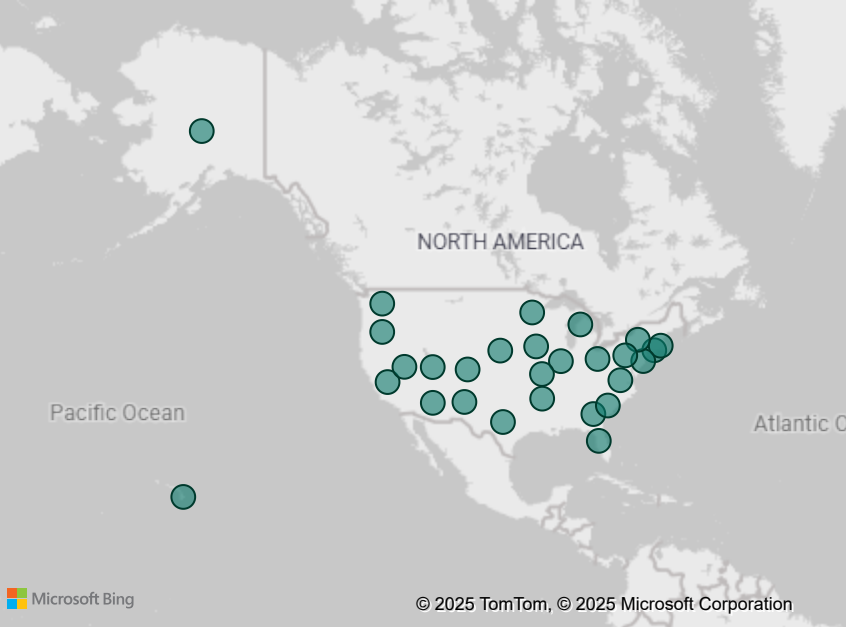 NORTH AMERICA
Pacific Ocean
Atlantic O
Microsoft Bing
© 2025 TomTom, © 2025 Microsoft Corporation